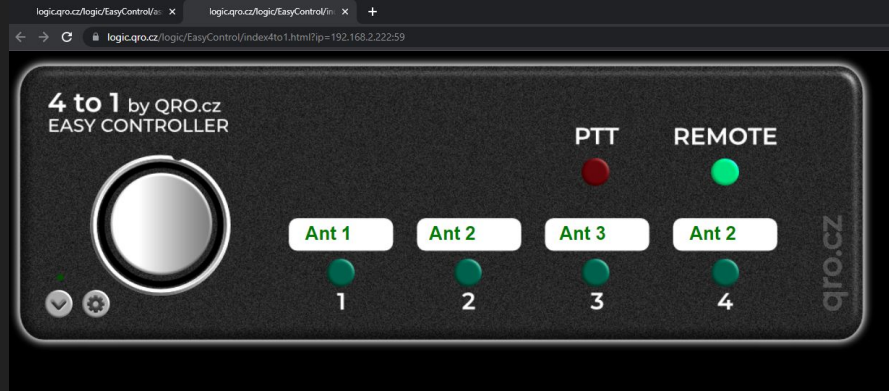 logic.qro.cz/logic/EasyControl/as
logic.qro.cz/logic/EasyControl/in
logic.qro.cz/logic/EasyControl/index4to1.html?ip=192.168.2.222:59
4 to 1 by QRO.cz
EASY CONTROLLER
PTT
REMOTE
Ant 1
Ant 2
Ant 3
Ant 2
1
2
3
4
qro.cz